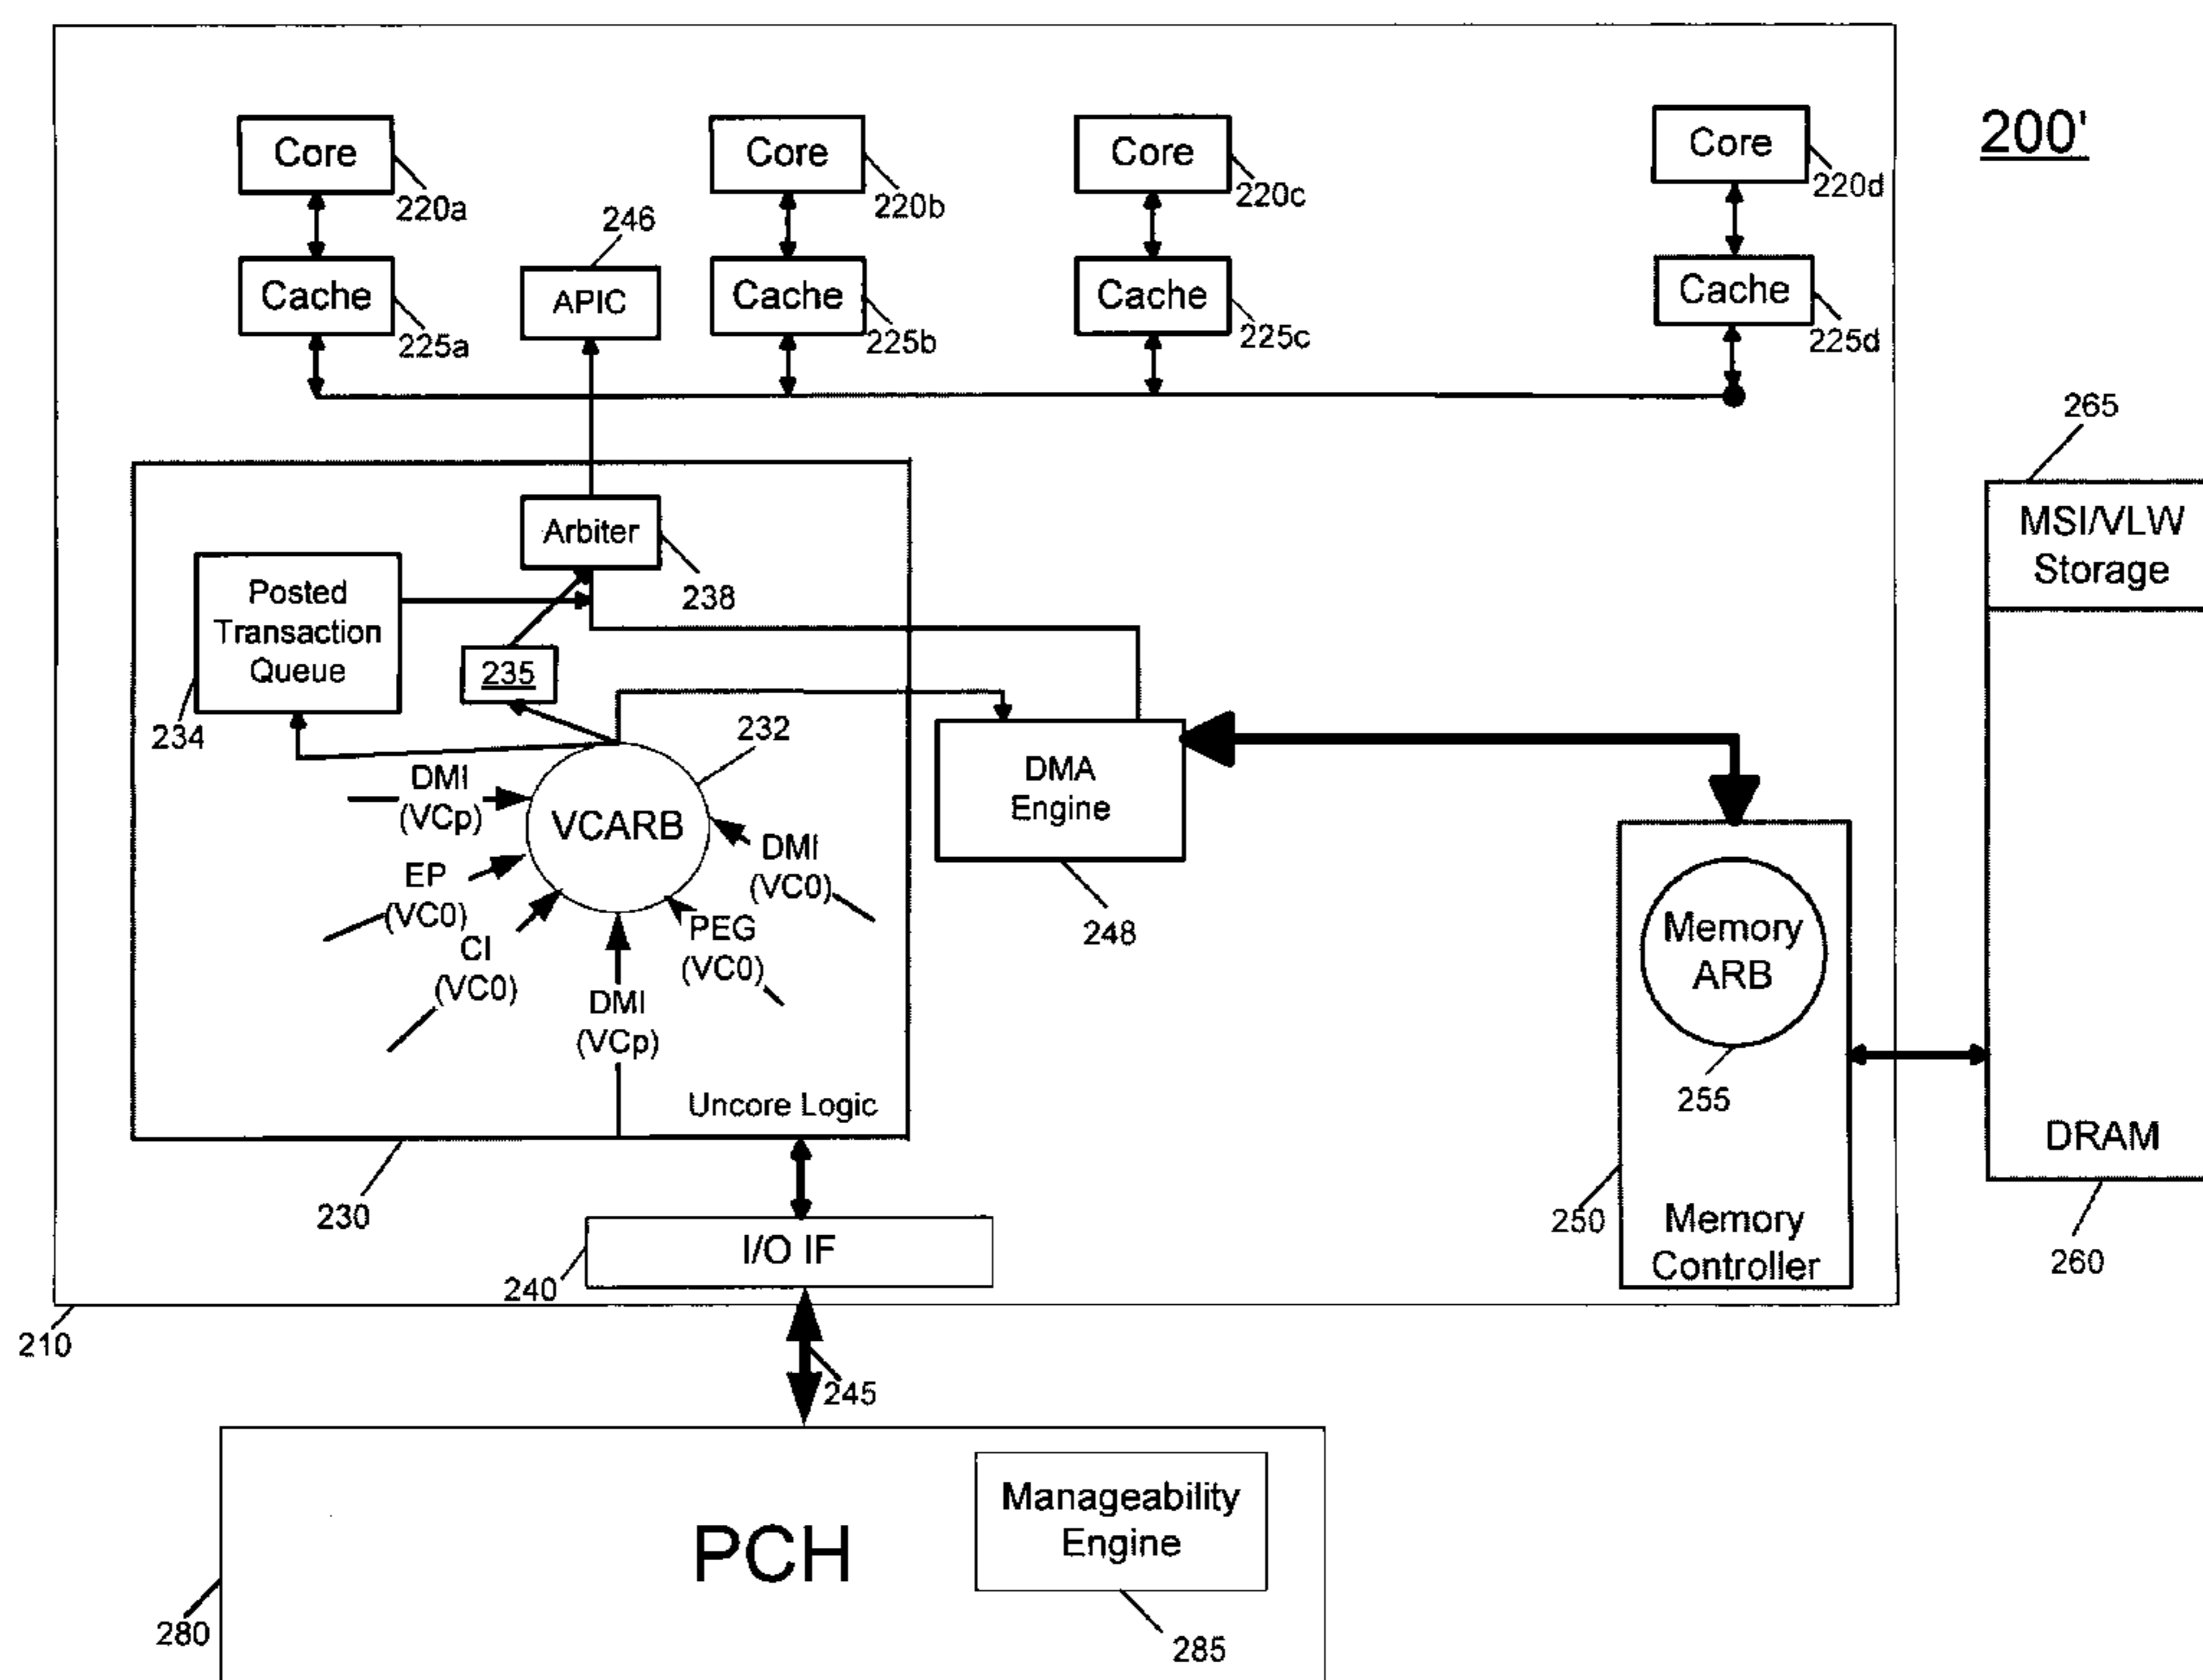 200'
Core
220a
Core
220b
Core
220c
Core
220d
246
Cache
225a
APIC
Cache
225b
Cache
225c
Cache
225d
265
MSI/VLW
Storage
Arbiter
238
Posted
Transaction
Queue
234
235
232
DMI
(VCp)
VCARB
DMI
(VC0)
EP
(VC0)
CI
(VC0)
PEG
(VC0)
DMI
(VCp)
Uncore Logic
230
DMA
Engine
248
Memory
ARB
255
250
Memory
Controller
DRAM
260
I/O IF
240
210
245
PCH
280
Manageability
Engine
285